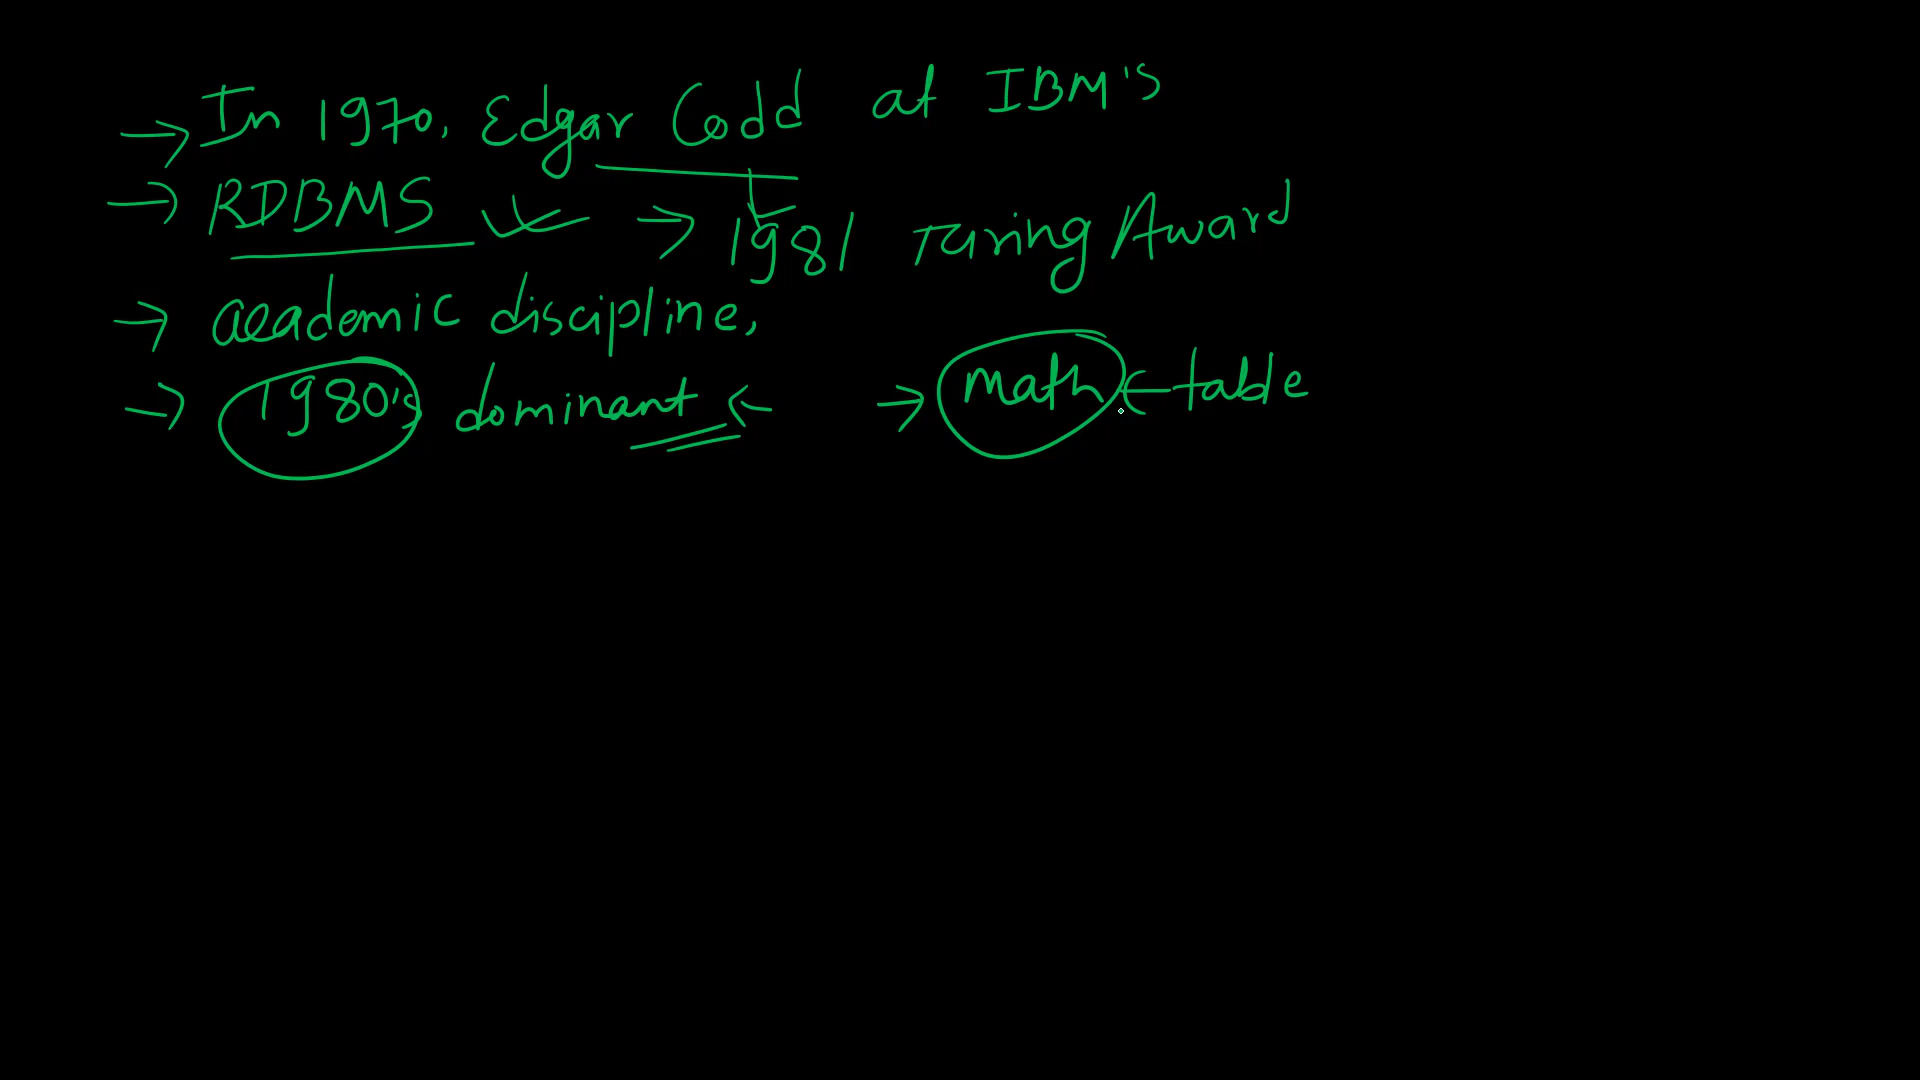 → In 1970, Edgar Codd at IBM's
→ RDBMS → 1981 Turing Award
→ academic discipline,
→ 1980's dominant ← → math ← table